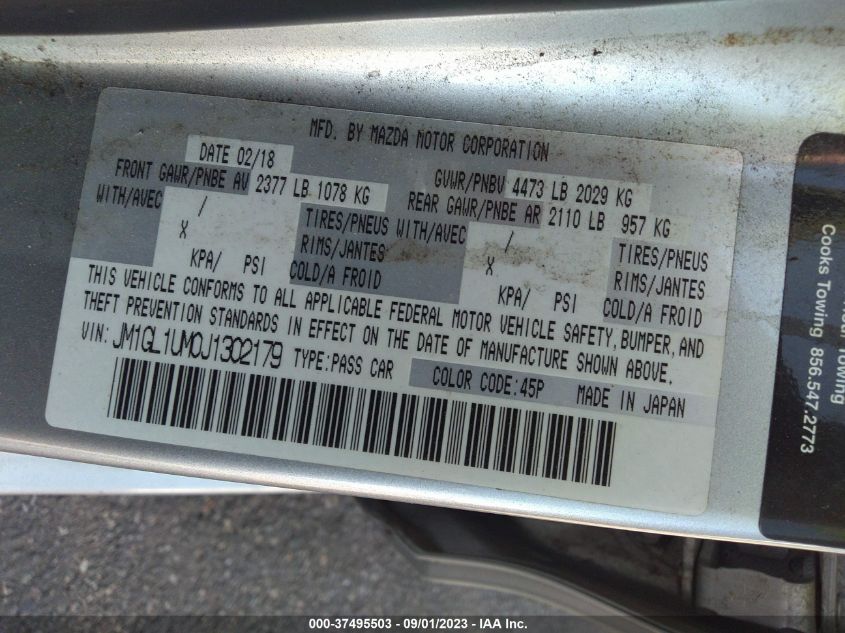 MFD. BY MAZDA MOTOR CORPORATION
DATE 02/18 GVWR/PNBV 4473 LB 2029 KG
FRONT GAWR/PNBE AV 2377 LB 1078 KG REAR GAWR/PNBE AR 2110 LB 957 KG
WITH/AVEC / TIRES/PNEUS WITH/AVEC / TIRES/PNEUS
X RIMS/JANTES X RIMS/JANTES
KPA/ PSI COLD/A FROID KPA/ PSI COLD/A FROID
THIS VEHICLE CONFORMS TO ALL APPLICABLE FEDERAL MOTOR VEHICLE SAFETY, BUMPER, AND
THEFT PREVENTION STANDARDS IN EFFECT ON THE DATE OF MANUFACTURE SHOWN ABOVE.
VIN: JM1GL1UM0J1302179 TYPE:PASS CAR COLOR CODE:45P MADE IN JAPAN
Cooks Towing 856.547.2773
000-37495503 - 09/01/2023 - IAA Inc.